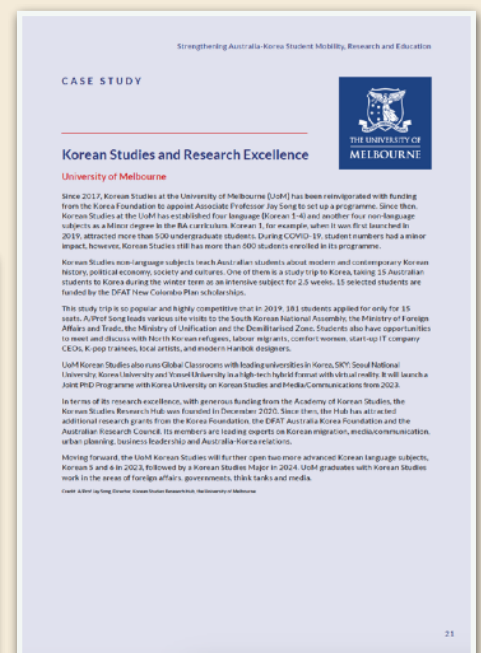 Strengthening Australia-Korea Student Mobility, Research and Education
CASE STUDY
THE UNIVERSITY OF
MELBOURNE
Korean Studies and Research Excellence
University of Melbourne
Since 2017, Korean Studies at the University of Melbourne (UoM) has been reinvigorated with funding
from the Korea Foundation to appoint Associate Professor Jay Song to set up a programme. Since then,
Korean Studies at the UoM has established four language (Korean 1-4) and another four non-language
subjects as a Minor degree in the BA curriculum. Korean 1, for example, when it was first launched in
2019, attracted more than 500 undergraduate students. During COVID-19, student numbers had a minor
impact, however, Korean Studies still has more than 600 students enrolled in its programme.
Korean Studies non-language subjects teach Australian students about modern and contemporary Korean
history, political economy, society and cultures. One of them is a study trip to Korea, taking 15 Australian
students to Korea during the winter term as an intensive subject for 2.5 weeks. 15 selected students are
funded by the DFAT New Colombo Plan scholarships.
This study trip is so popular and highly competitive that in 2019, 181 students applied for only for 15
seats. A/Prof Song leads various site visits to the South Korean National Assembly, the Ministry of Foreign
Affairs and Trade, the Ministry of Unification and the Demilitarised Zone. Students also have opportunities
to meet and discuss with North Korean refugees, labour migrants, comfort women, start-up IT company
CEOs, K-pop trainees, local artists, and modern Hanbok designers.
UoM Korean Studies also runs Global Classrooms with leading universities in Korea, SKY: Seoul National
University, Korea University and Yonsei University in a high-tech hybrid format with virtual reality. It will launch a
Joint PhD Programme with Korea University on Korean Studies and Media/Communications from 2023.
In terms of its research excellence, with generous funding from the Academy of Korean Studies, the
Korean Studies Research Hub was founded in December 2020. Since then, the Hub has attracted
additional research grants from the Korea Foundation, the DFAT Australia Korea Foundation and the
Australian Research Council. Its members are leading experts on Korean migration, media/communication,
urban planning, business leadership and Australia-Korea relations.
Moving forward, the UoM Korean Studies will further open two more advanced Korean language subjects,
Korean 5 and 6 in 2023, followed by a Korean Studies Major in 2024. UoM graduates with Korean Studies
work in the areas of foreign affairs, governments, think tanks and media.
Credit: A/Prof Jay Song, Director, Korean Studies Research Hub, the University of Melbourne
21